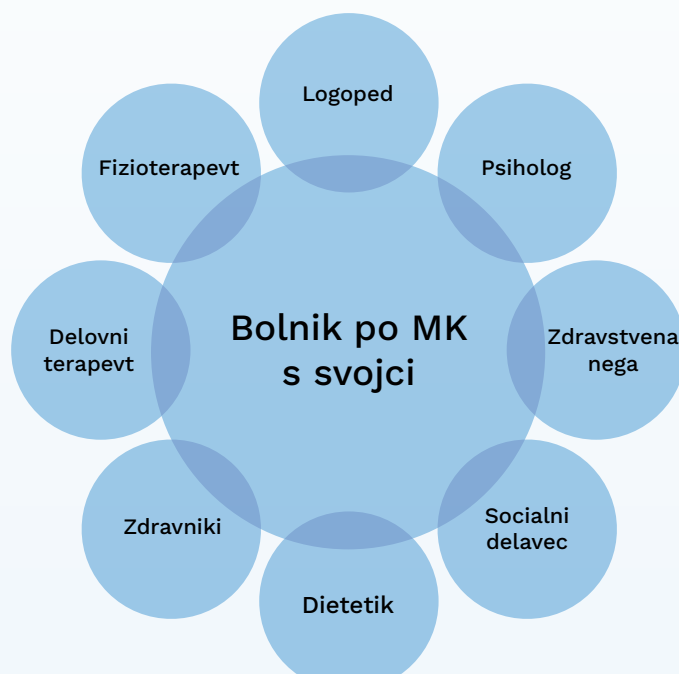 Logoped
Fizioterapevt
Psiholog
Delovni
terapevt
Bolnik po MK
s svojci
Zdravstvena
nega
Zdravniki
Socialni
delavec
Dietetik